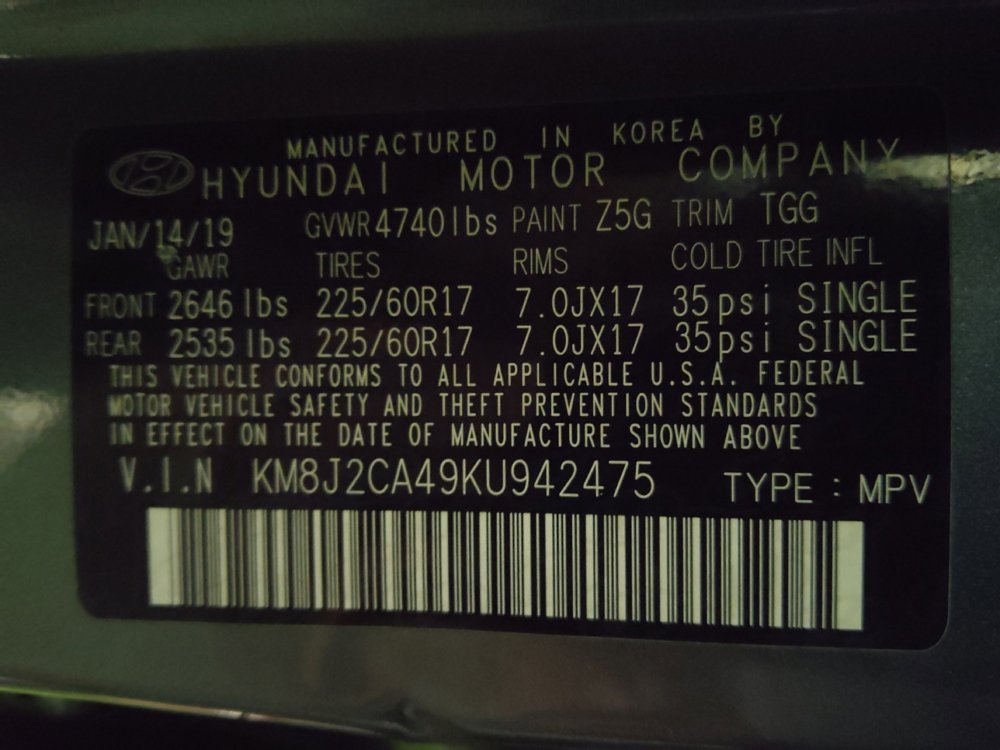 MANUFACTURED IN KOREA BY
HYUNDAI MOTOR COMPANY
JAN/14/19 GVWR 4740lbs PAINT Z5G TRIM TGG
GAWR TIRES RIMS COLD TIRE INFL
FRONT 2646 lbs 225/60R17 7.0JX17 35psi SINGLE
REAR 2535 lbs 225/60R17 7.0JX17 35psi SINGLE
THIS VEHICLE CONFORMS TO ALL APPLICABLE U.S.A. FEDERAL
MOTOR VEHICLE SAFETY AND THEFT PREVENTION STANDARDS
IN EFFECT ON THE DATE OF MANUFACTURE SHOWN ABOVE
V.I.N KM8J2CA49KU942475 TYPE : MPV